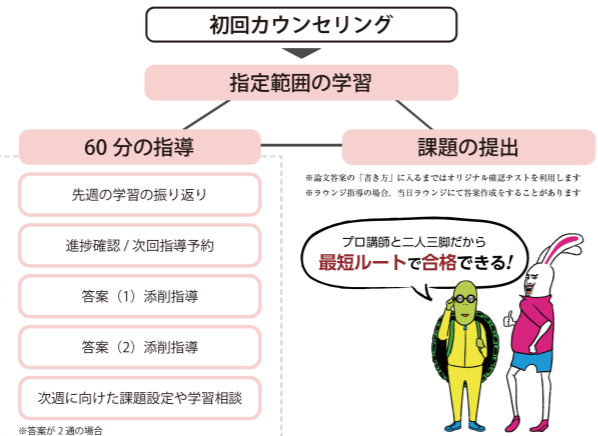 初回カウンセリング
指定範囲の学習
60分の指導
課題の提出
※論文答案の「書き方」に入るまではオリジナル確認テストを利用します
※ラウンジ指導の場合，当日ラウンジにて答案作成をすることがあります
先週の学習の振り返り
進捗確認 / 次回指導予約
答案（1）添削指導
答案（2）添削指導
次週に向けた課題設定や学習相談
※答案が2通の場合
プロ講師と二人三脚だから
最短ルートで合格できる!